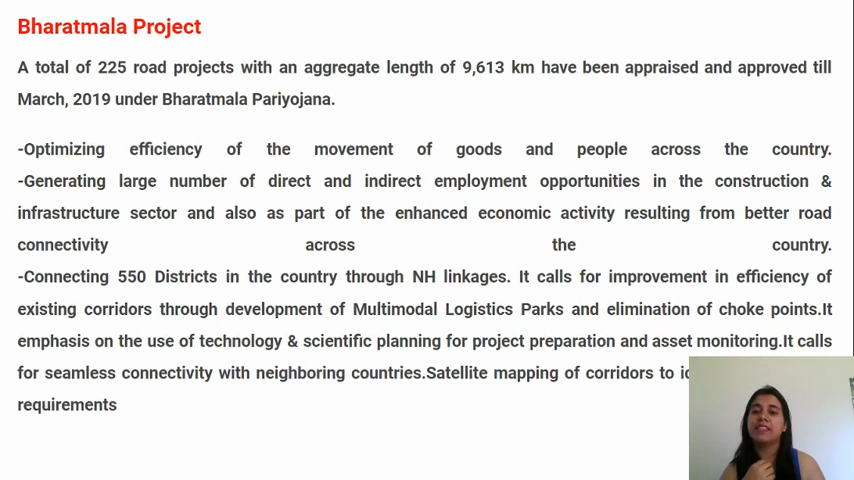 Bharatmala Project
A total of 225 road projects with an aggregate length of 9,613 km have been appraised and approved till
March, 2019 under Bharatmala Pariyojana.
-Optimizing efficiency of the movement of goods and people across the country.
-Generating large number of direct and indirect employment opportunities in the construction &
infrastructure sector and also as part of the enhanced economic activity resulting from better road
connectivity across the country.
-Connecting 550 Districts in the country through NH linkages. It calls for improvement in efficiency of
existing corridors through development of Multimodal Logistics Parks and elimination of choke points.It
emphasis on the use of technology & scientific planning for project preparation and asset monitoring.It calls
for seamless connectivity with neighboring countries.Satellite mapping of corridors to
requirements